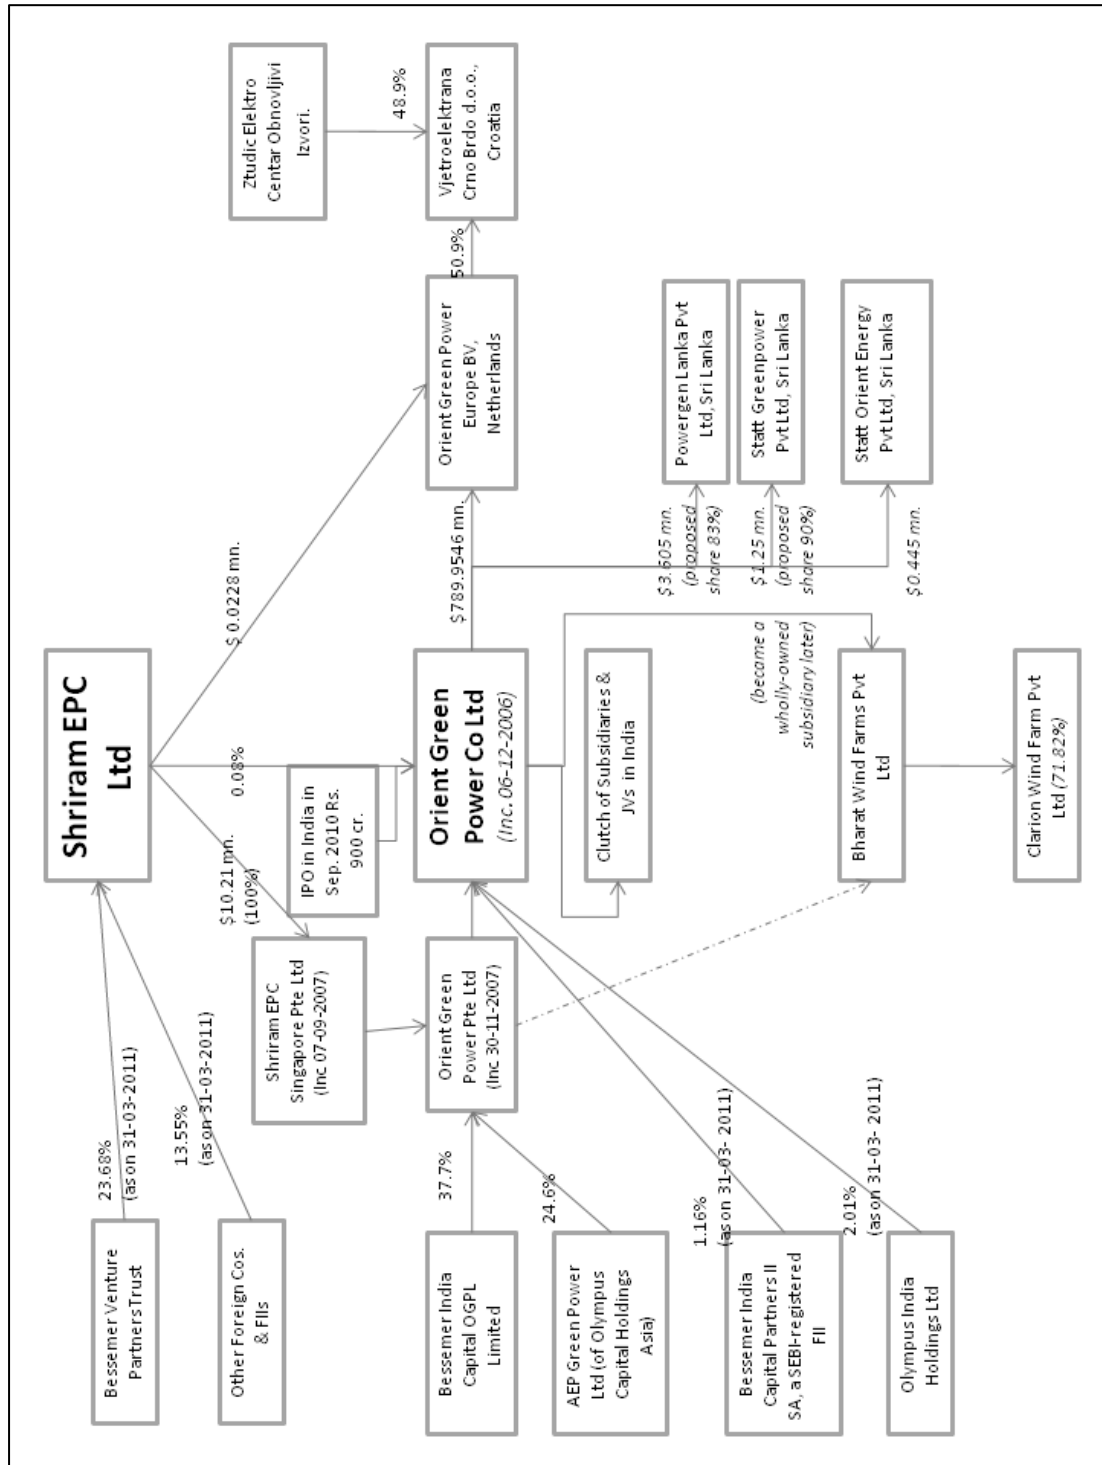 Bessemer Venture
Partners Trust
Other Foreign Cos.
& FIIs
23.68%
(as on 31-03-2011)
13.55%
(as on 31-03-2011)
Shriram EPC
Ltd
$10.21 mn.
(100%)
0.08%
$ 0.0228 mn.
Shriram EPC
Singapore Pte Ltd
(Inc 07-09-2007)
IPO in India in
Sep. 2010 Rs.
900 cr.
Ztudic Elektro
Centar Obnovljivi
Izvori.
48.9%
Bessemer India
Capital OGPL
Limited
37.7%
Orient Green
Power Pte Ltd
(Inc 30-11-2007)
Orient Green
Power Co Ltd
(Inc. 06-12-2006)
$789.9546 mn.
Orient Green Power
Europe BV,
Netherlands
50.9%
Vjetroelektrana
Crno Brdo d.o.o.,
Croatia
AEP Green Power
Ltd (of Olympus
Capital Holdings
Asia)
24.6%
Clutch of Subsidiaries &
JVs in India
$3.605 mn.
(proposed
share 83%)
Powergen Lanka Pvt
Ltd, Sri Lanka
Bessemer India
Capital Partners II
SA, a SEBI-registered
FII
1.16%
(as on 31-03- 2011)
$1.25 mn.
(proposed
share 90%)
Statt Greenpower
Pvt Ltd, Sri Lanka
(became a
wholly-owned
subsidiary later)
Olympus India
Holdings Ltd
2.01%
(as on 31-03- 2011)
Bharat Wind Farms Pvt
Ltd
$0.445 mn.
Statt Orient Energy
Pvt Ltd, Sri Lanka
Clarion Wind Farm Pvt
Ltd (71.82%)